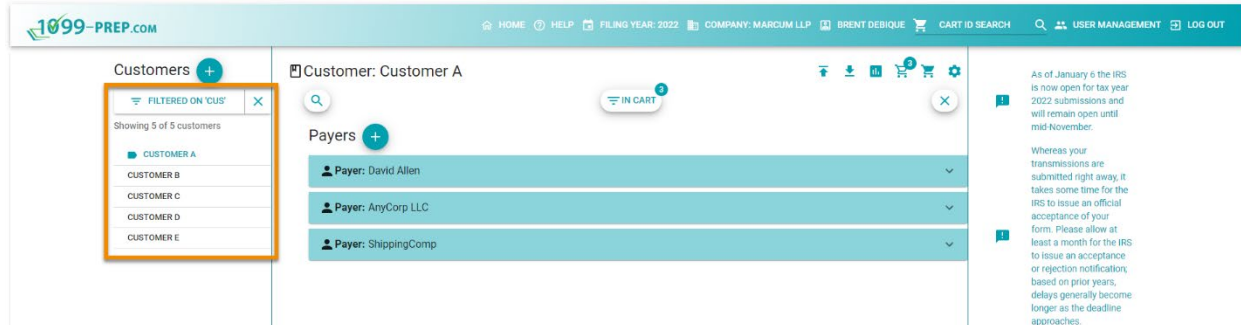 1099-PREP.COM
HOME HELP FILING YEAR: 2022 COMPANY: MARCUM LLP BRENT DEBIQUE CART ID SEARCH USER MANAGEMENT LOG OUT
Customers +
FILTERED ON 'CUS' X
Showing 5 of 5 customers
CUSTOMER A
CUSTOMER B
CUSTOMER C
CUSTOMER D
CUSTOMER E
Customer: Customer A
3
IN CART 3
Payers +
Payer: David Allen
Payer: AnyCorp LLC
Payer: ShippingComp
As of January 6 the IRS
is now open for tax year
2022 submissions and
will remain open until
mid-November.
Whereas your
transmissions are
submitted right away, it
takes some time for the
IRS to issue an official
acceptance of your
form. Please allow at
least a month for the IRS
to issue an acceptance
or rejection notification;
based on prior years,
delays generally become
longer as the deadline
approaches.